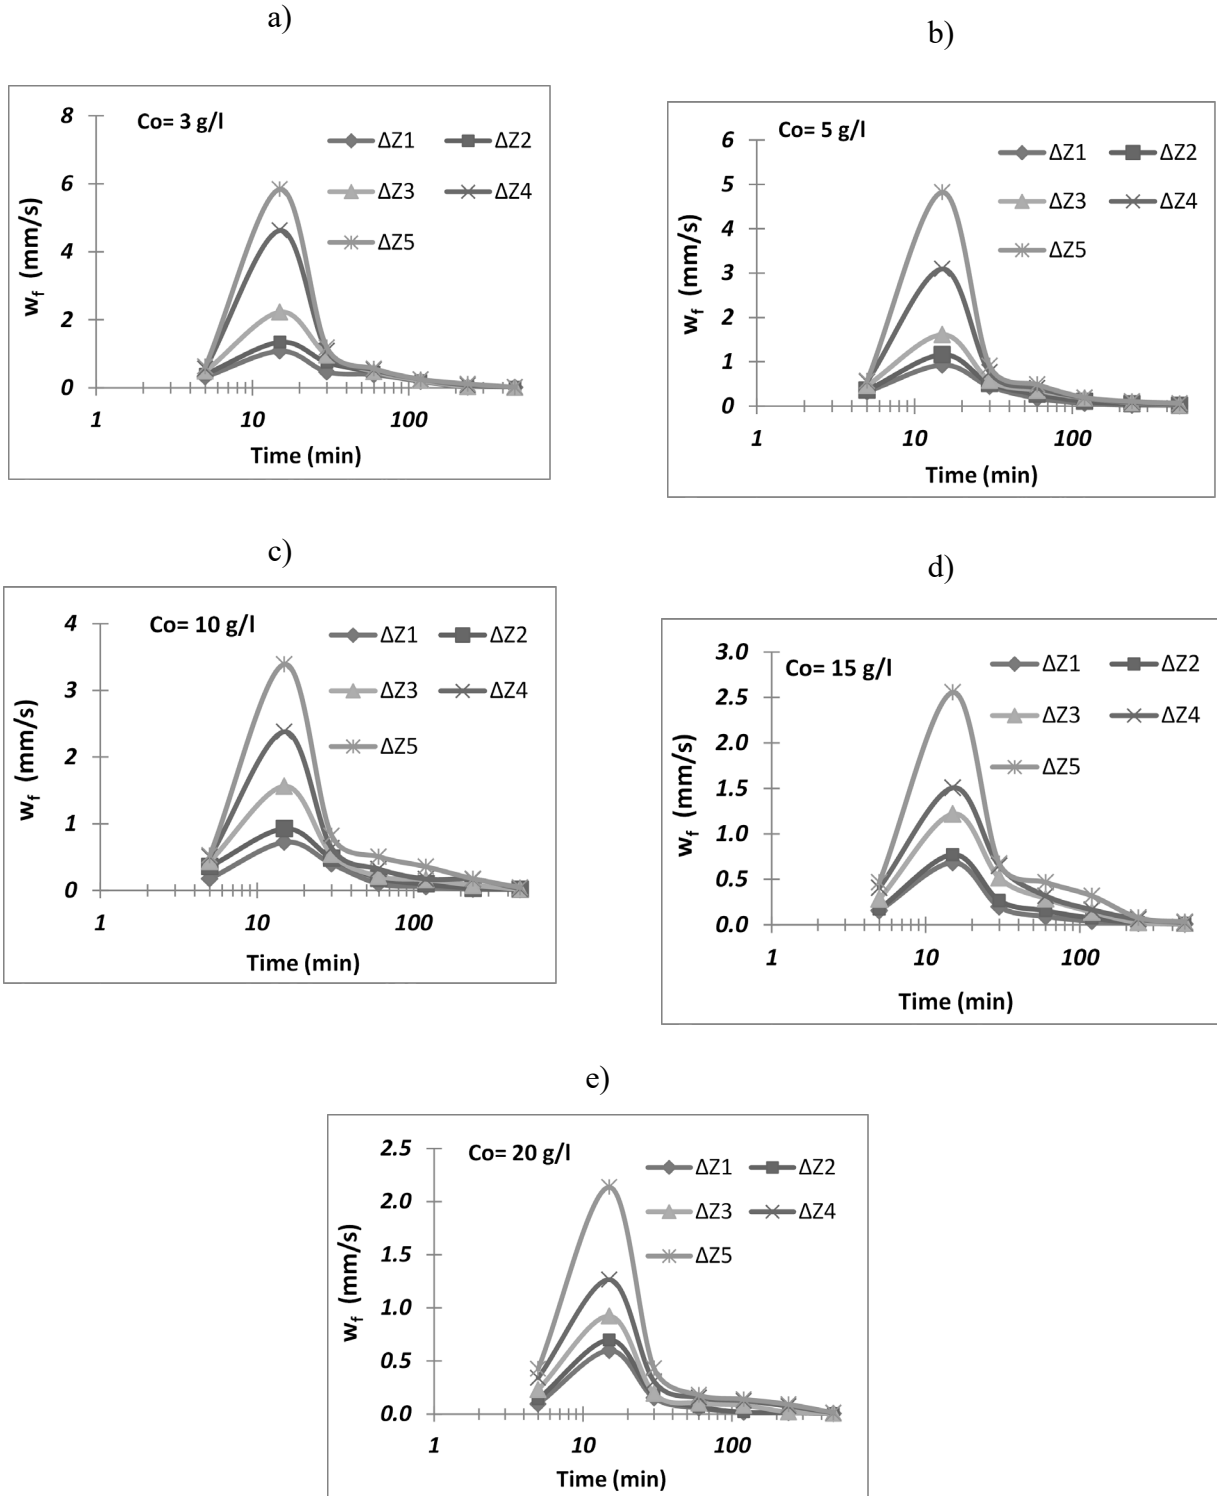 a)
Co= 3 g/l
ΔZ1 ΔZ2
ΔZ3 ΔZ4
ΔZ5
8
6
4
2
0
wf (mm/s)
1 10 100
Time (min)
b)
Co= 5 g/l
ΔZ1 ΔZ2
ΔZ3 ΔZ4
ΔZ5
6
5
4
3
2
1
0
wf (mm/s)
1 10 100
Time (min)
c)
Co= 10 g/l
ΔZ1 ΔZ2
ΔZ3 ΔZ4
ΔZ5
4
3
2
1
0
wf (mm/s)
1 10 100
Time (min)
d)
Co= 15 g/l
ΔZ1 ΔZ2
ΔZ3 ΔZ4
ΔZ5
3.0
2.5
2.0
1.5
1.0
0.5
0.0
wf (mm/s)
1 10 100
Time (min)
e)
Co= 20 g/l
ΔZ1 ΔZ2
ΔZ3 ΔZ4
ΔZ5
2.5
2.0
1.5
1.0
0.5
0.0
wf (mm/s)
1 10 100
Time (min)